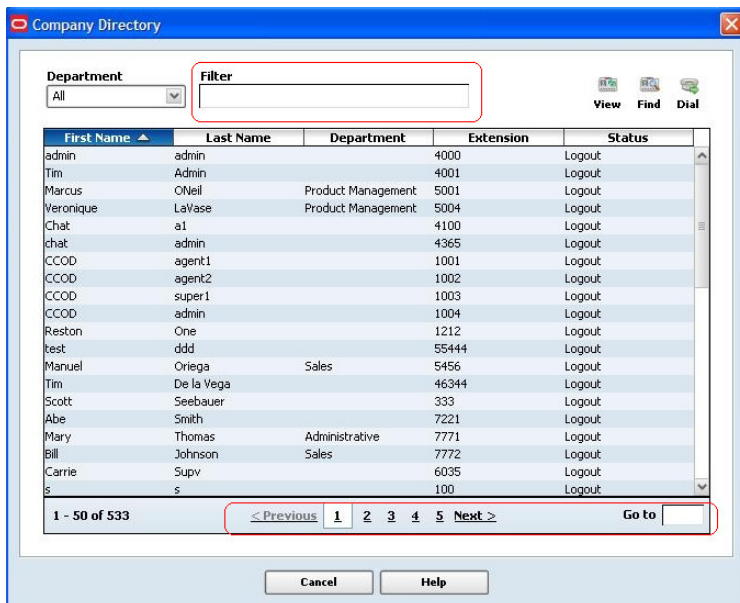 Company Directory
Department Filter
All
View Find Dial
First Name Last Name Department Extension Status
admin admin 4000 Logout
Tim Admin 4001 Logout
Marcus ONeil Product Management 5001 Logout
Veronique LaVase Product Management 5004 Logout
Chat a1 4100 Logout
chat admin 4365 Logout
CCOD agent1 1001 Logout
CCOD agent2 1002 Logout
CCOD super1 1003 Logout
CCOD admin 1004 Logout
Reston One 1212 Logout
test ddd 55444 Logout
Manuel Oriega Sales 5456 Logout
Tim De la Vega 46344 Logout
Scott Seebauer 333 Logout
Abe Smith 7221 Logout
Mary Thomas Administrative 7771 Logout
Bill Johnson Sales 7772 Logout
Carrie Supv 6035 Logout
s s 100 Logout
1 - 50 of 533 < Previous 1 2 3 4 5 Next > Go to
Cancel Help